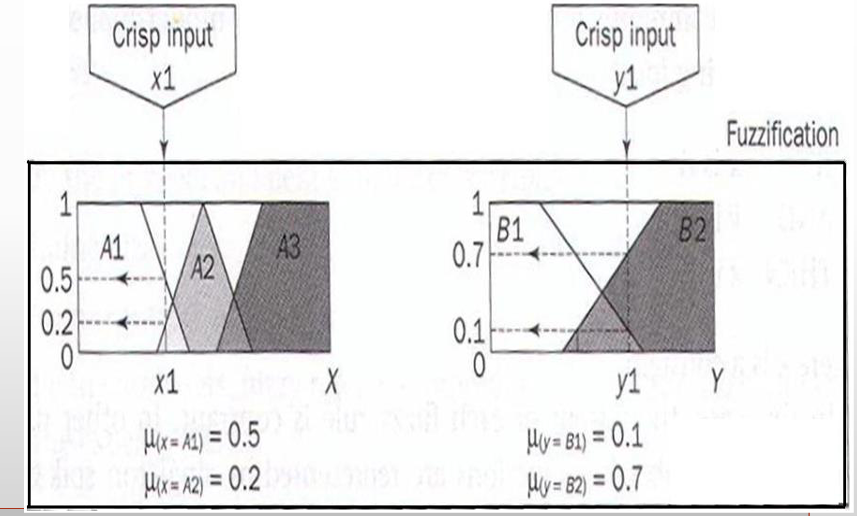 Crisp input
x1
Crisp input
y1
Fuzzification
1
A1
A2
A3
0.5
0.2
0
x1
X
1
B1
B2
0.7
0.1
0
y1
Y
μ(x = A1) = 0.5
μ(x = A2) = 0.2
μ(y = B1) = 0.1
μ(y = B2) = 0.7